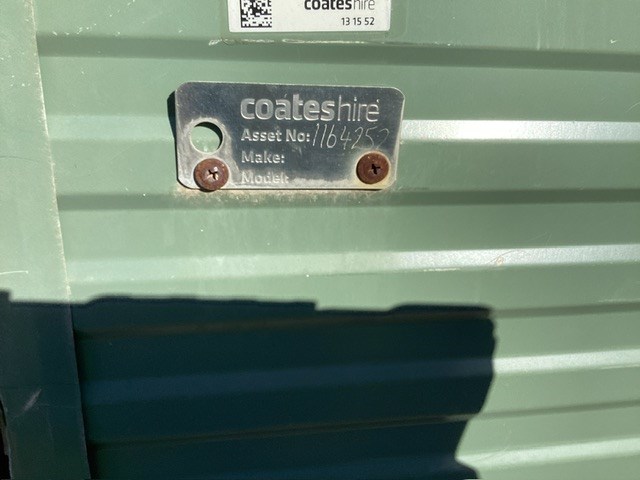 coateshire
13 15 52
coateshire
Asset No: 1164252
Make:
Model: